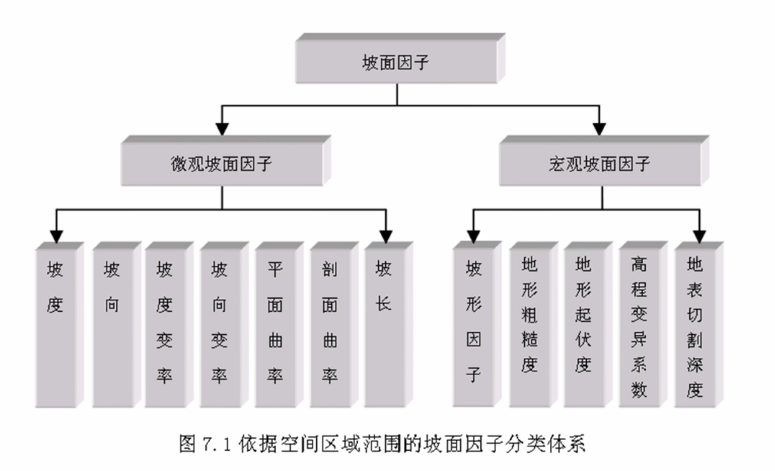 坡面因子
微观坡面因子
宏观坡面因子
坡度
坡向
坡度变率
坡向变率
平面曲率
剖面曲率
坡长
坡形因子
地形粗糙度
地形起伏度
高程变异系数
地表切割深度
图 7.1 依据空间区域范围的坡面因子分类体系